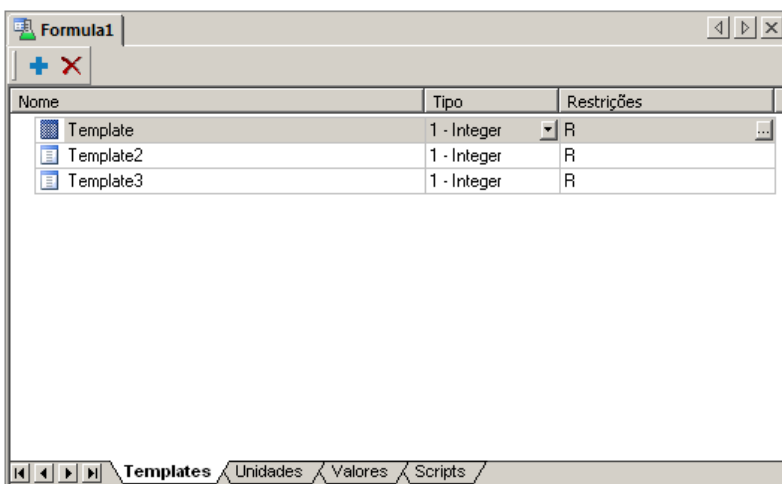 Formula1
Nome Tipo Restrições
Template 1 - Integer R ...
Template2 1 - Integer R
Template3 1 - Integer R
Templates Unidades Valores Scripts